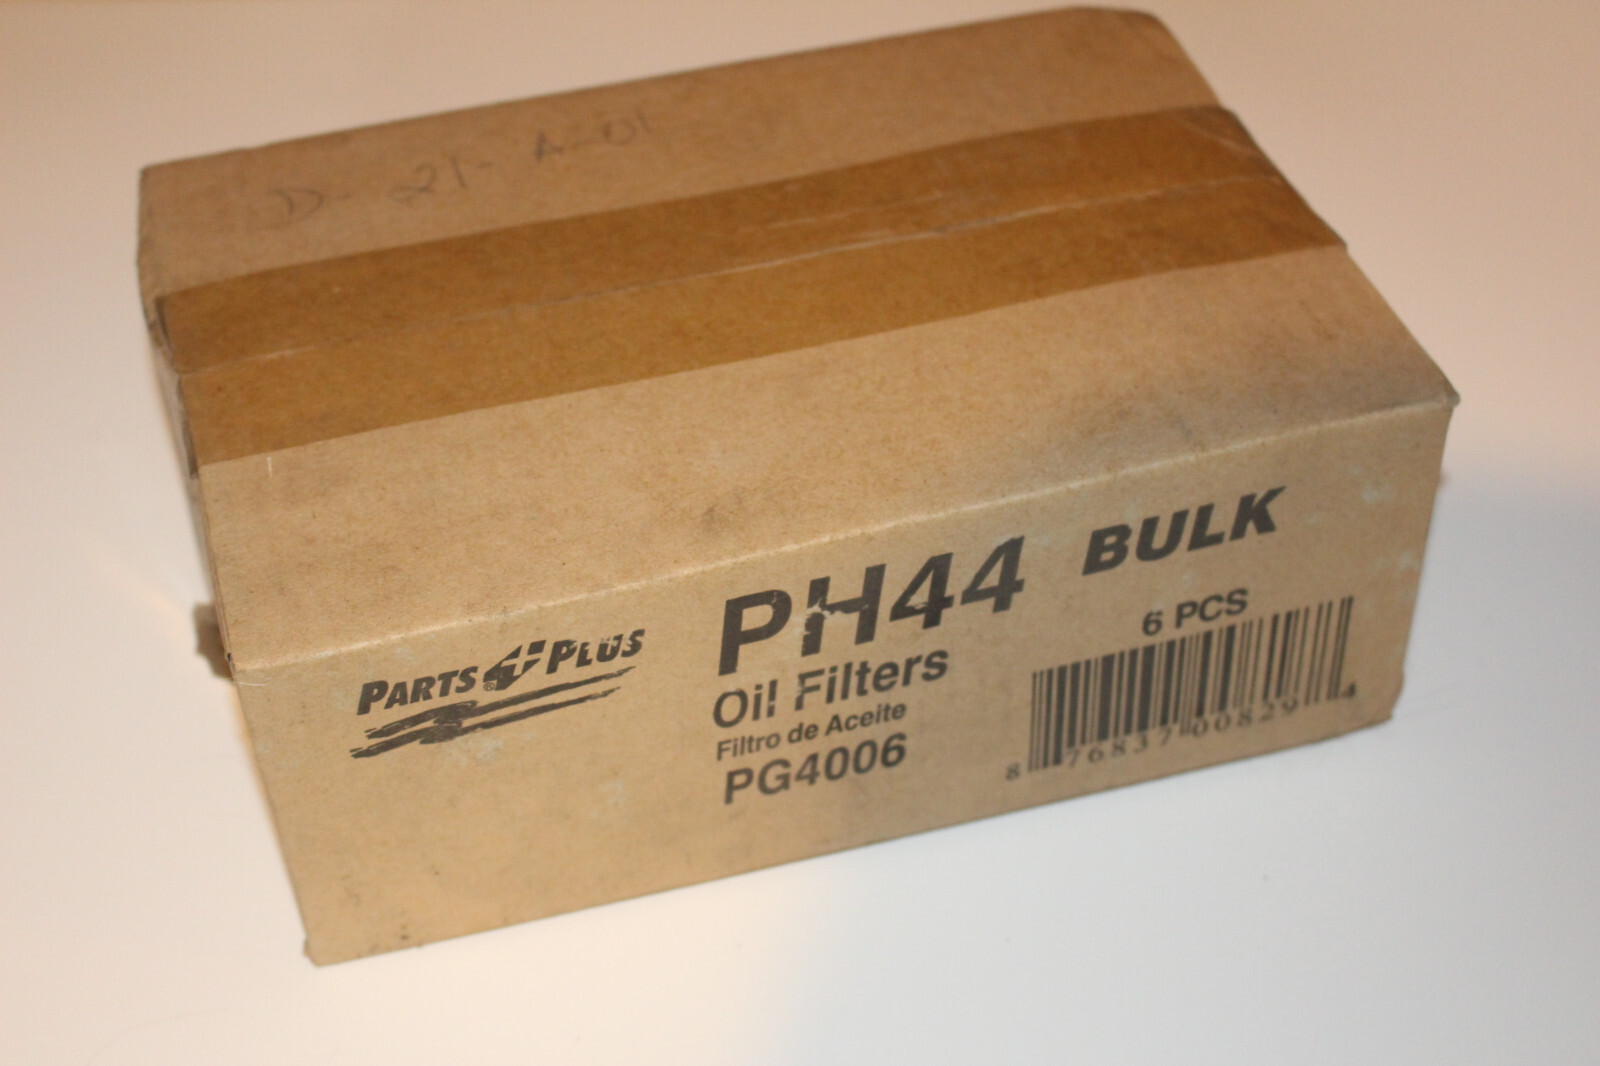 D-21-A-01
PARTS PLUS
PH44 BULK
Oil Filters
Filtro de Aceite
PG4006
6 PCS
8 76837 00829 4